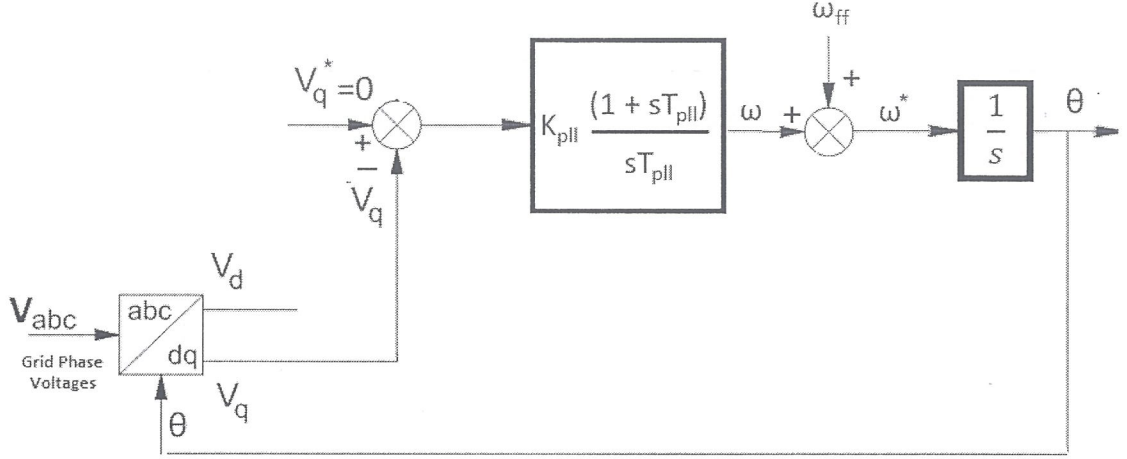 ω_ff
V_q^* =0
+
−
V_q
K_pll (1 + sT_pll)
sT_pll
ω
+
+
ω*
1
s
θ
V_d
V_abc
abc
dq
Grid Phase
Voltages
V_q
θ